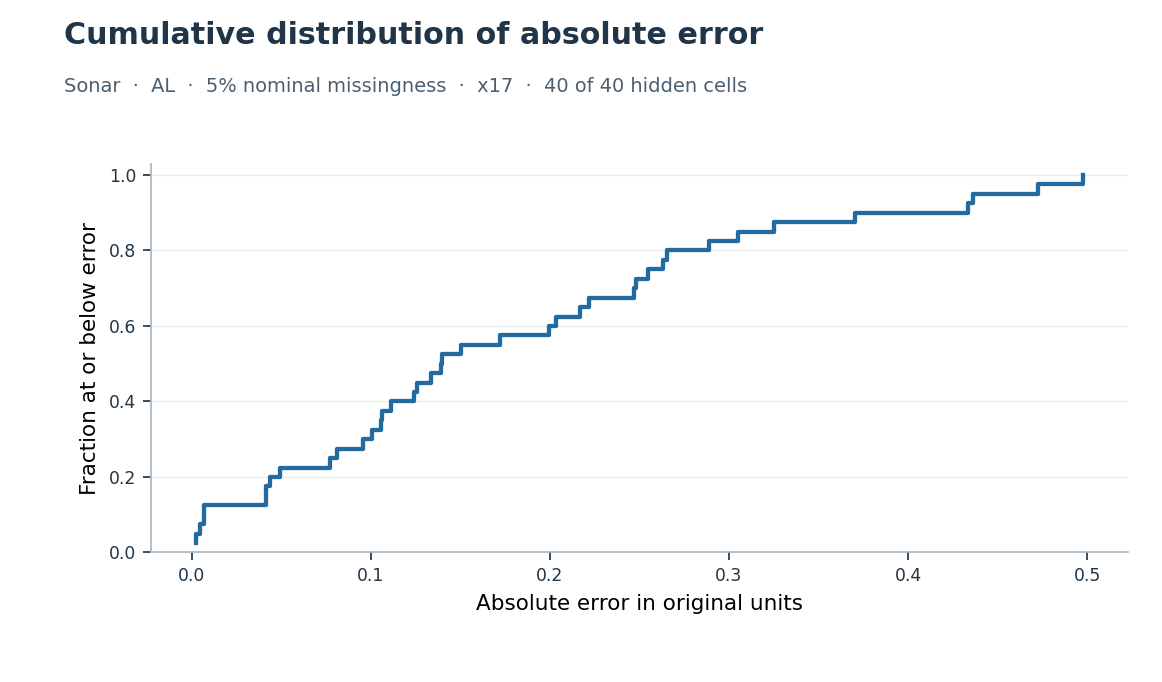 Cumulative distribution of absolute error
Sonar · AL · 5% nominal missingness · x17 · 40 of 40 hidden cells
1.0
0.8
0.6
0.4
0.2
0.0
Fraction at or below error
0.0 0.1 0.2 0.3 0.4 0.5
Absolute error in original units